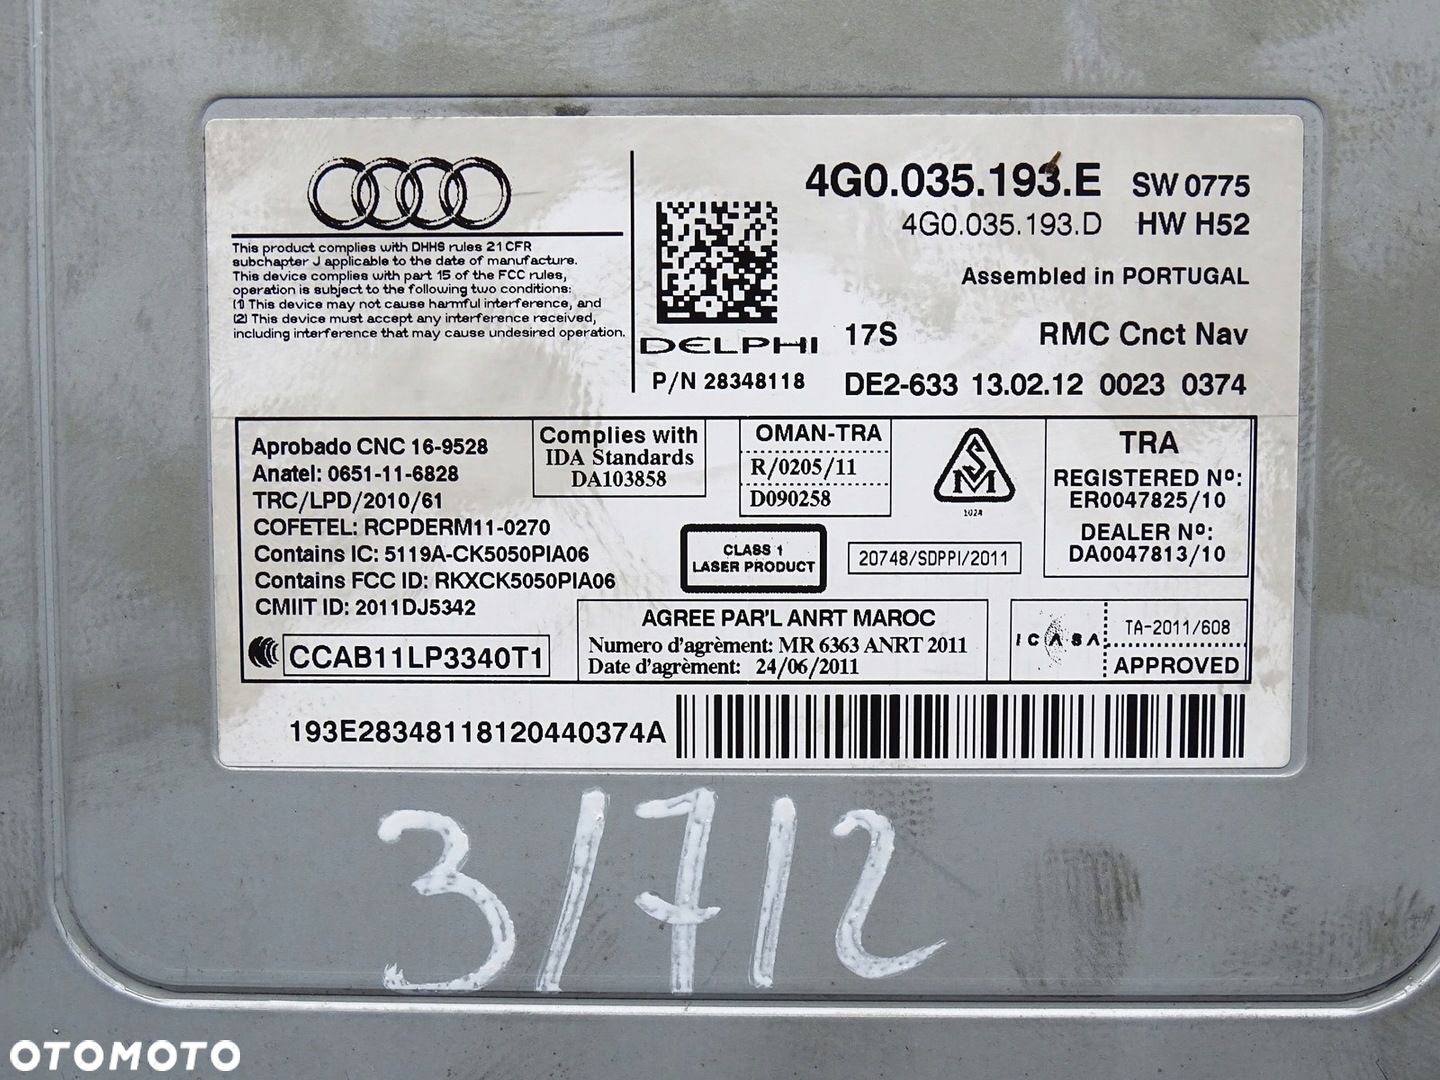 This product complies with DHHS rules 21 CFR
subchapter J applicable to the date of manufacture.
This device complies with part 15 of the FCC rules,
operation is subject to the following two conditions:
(1) This device may not cause harmful interference, and
(2) This device must accept any interference received,
including interference that may cause undesired operation.
DELPHI
P/N 28348118
4G0.035.193.E SW 0775
4G0.035.193.D HW H52
Assembled in PORTUGAL
17S RMC Cnct Nav
DE2-633 13.02.12 0023 0374
Aprobado CNC 16-9528
Anatel: 0651-11-6828
TRC/LPD/2010/61
COFETEL: RCPDERM11-0270
Contains IC: 5119A-CK5050PIA06
Contains FCC ID: RKXCK5050PIA06
CMIIT ID: 2011DJ5342
CCAB11LP3340T1
Complies with
IDA Standards
DA103858
OMAN-TRA
R/0205/11
D090258
SM
1024
TRA
REGISTERED Nº:
ER0047825/10
DEALER Nº:
DA0047813/10
CLASS 1
LASER PRODUCT
20748/SDPPI/2011
AGREE PAR'L ANRT MAROC
Numero d'agrèment: MR 6363 ANRT 2011
Date d'agrèment: 24/06/2011
ICASA
TA-2011/608
APPROVED
193E28348118120440374A
3/7/2
OTOMOTO